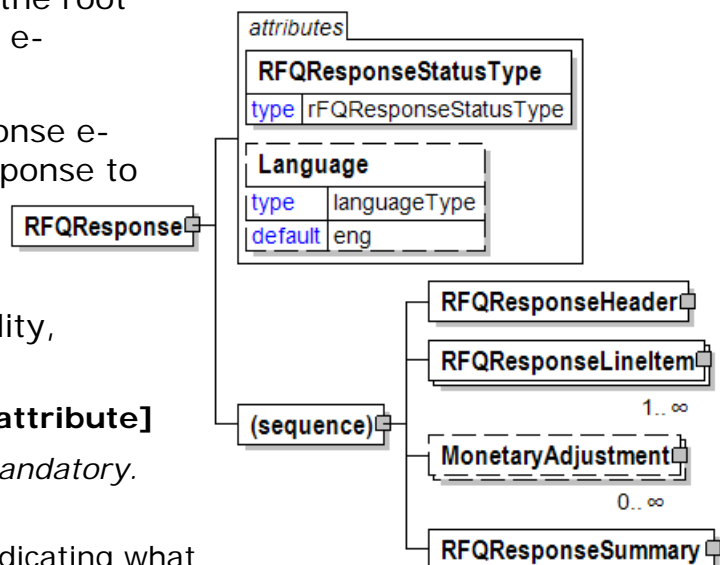 the root
e-
onse e-
ponse to
lity,
attribute]
andatory.
dicating what
attributes
RFQResponseStatusType
type rFQResponseStatusType
Language
type languageType
default eng
RFQResponse
(sequence)
RFQResponseHeader
RFQResponseLineItem
1.. ∞
MonetaryAdjustment
0.. ∞
RFQResponseSummary